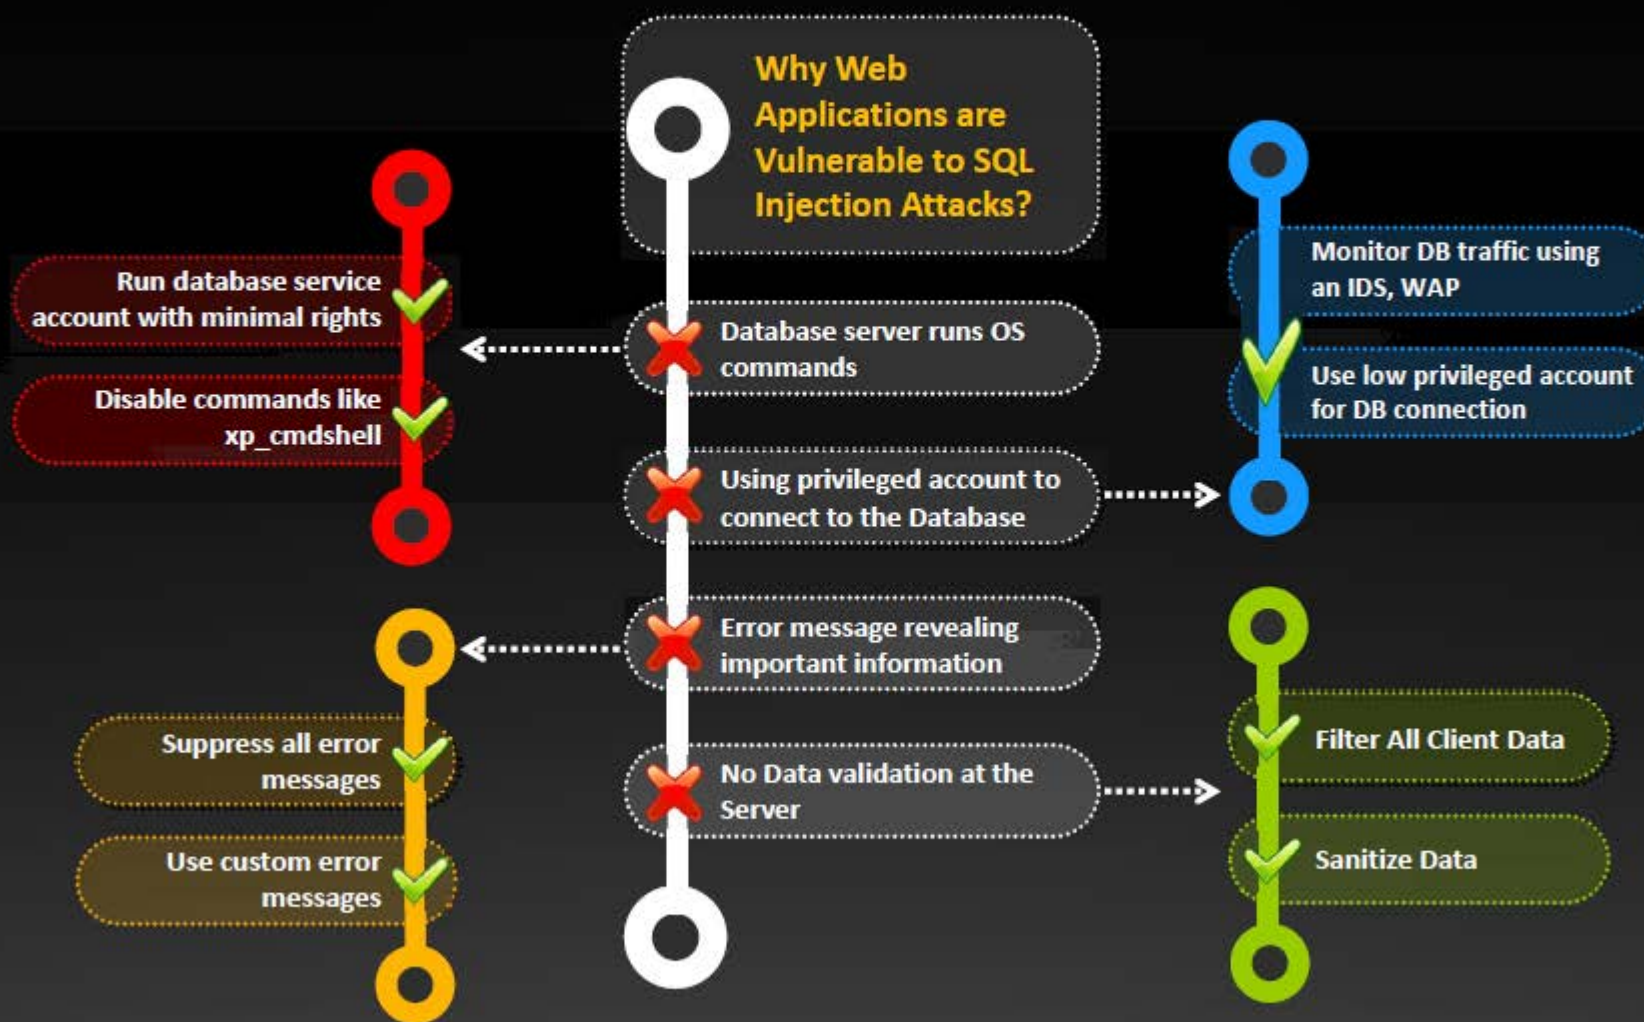 Why Web
Applications are
Vulnerable to SQL
Injection Attacks?
Run database service
account with minimal rights
Disable commands like
xp_cmdshell
Database server runs OS
commands
Using privileged account to
connect to the Database
Error message revealing
important information
No Data validation at the
Server
Monitor DB traffic using
an IDS, WAP
Use low privileged account
for DB connection
Suppress all error
messages
Use custom error
messages
Filter All Client Data
Sanitize Data